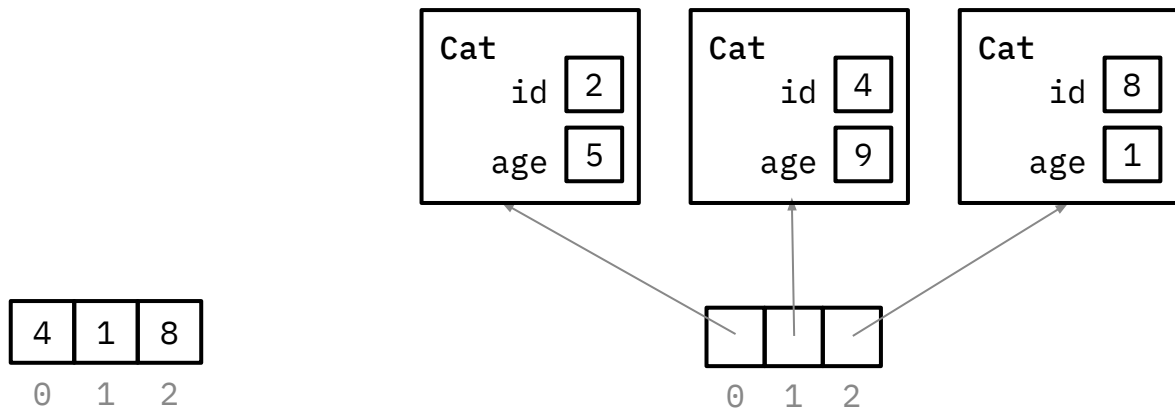 Cat
id 2
age 5
Cat
id 4
age 9
Cat
id 8
age 1
4 1 8
0 1 2
0 1 2